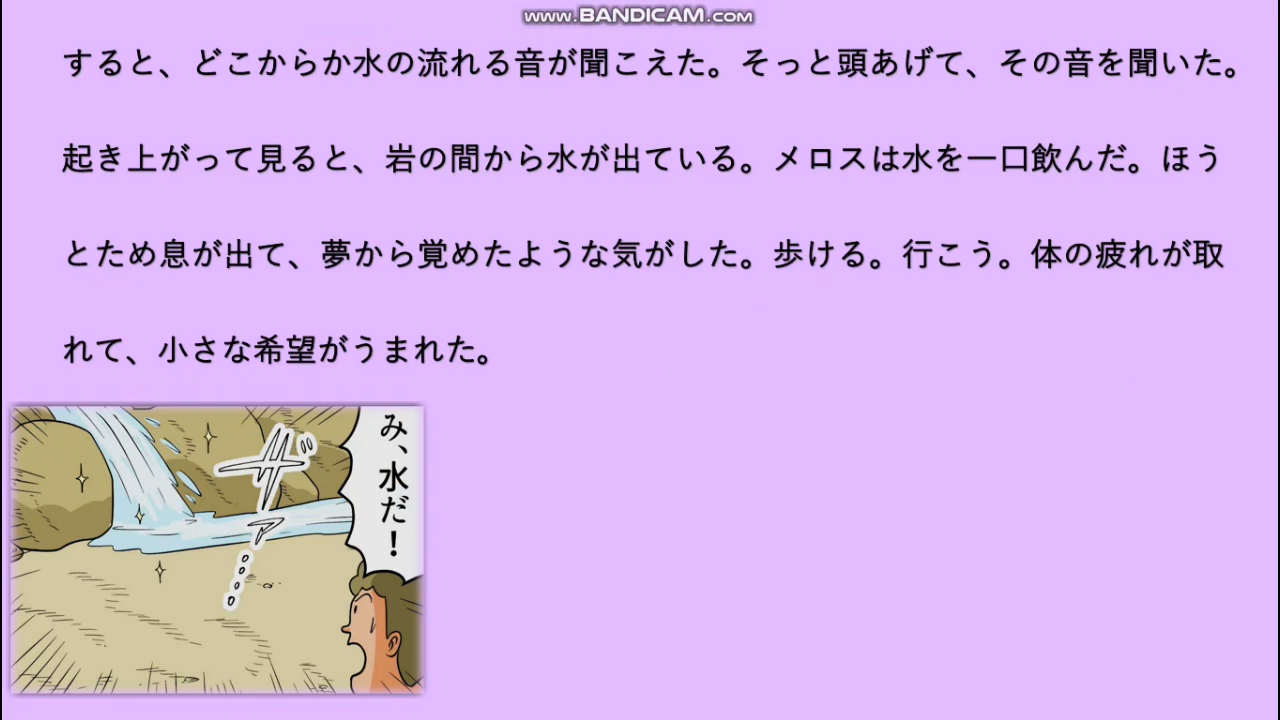 www.BANDICAM.com
すると、どこからか水の流れる音が聞こえた。そっと頭あげて、その音を聞いた。
起き上がって見ると、岩の間から水が出ている。メロスは水を一口飲んだ。ほう
とため息が出て、夢から覚めたような気がした。歩ける。行こう。体の疲れが取
れて、小さな希望がうまれた。
み、水だ！
ザァ……